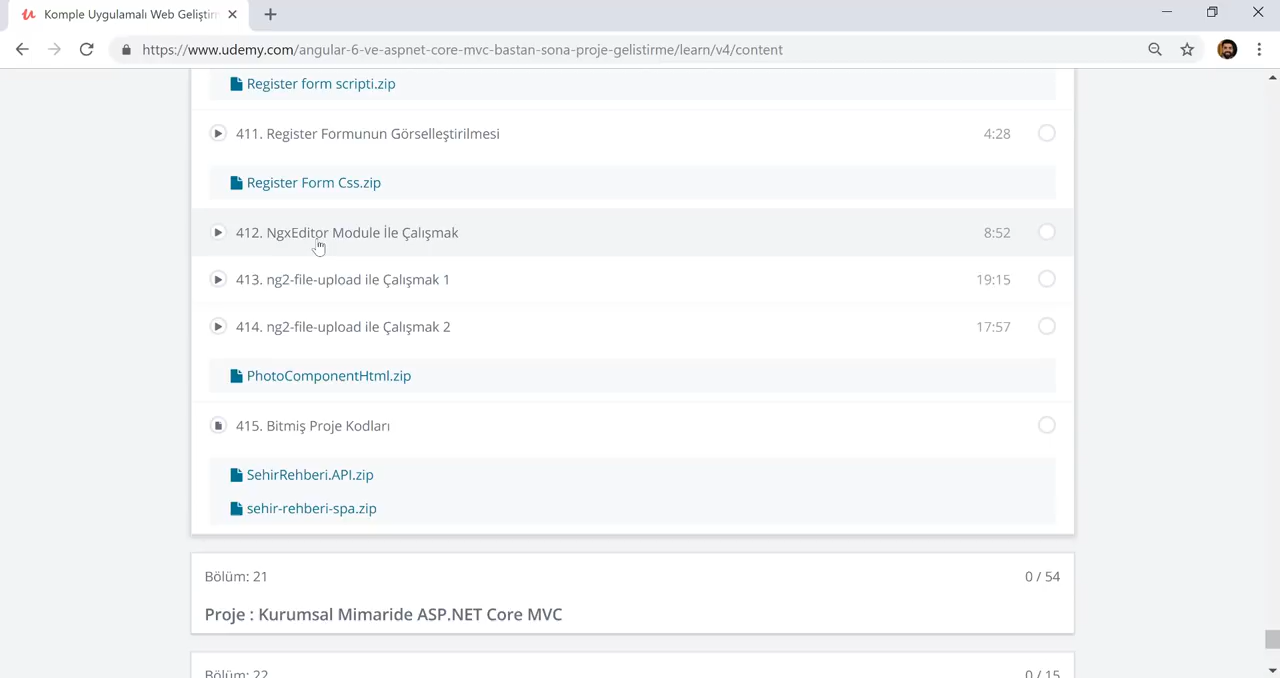 Komple Uygulamalı Web Geliştirm
https://www.udemy.com/angular-6-ve-aspnet-core-mvc-bastan-sona-proje-gelistirme/learn/v4/content
Register form scripti.zip
411. Register Formunun Görselleştirilmesi 4:28
Register Form Css.zip
412. NgxEditor Module İle Çalışmak 8:52
413. ng2-file-upload ile Çalışmak 1 19:15
414. ng2-file-upload ile Çalışmak 2 17:57
PhotoComponentHtml.zip
415. Bitmiş Proje Kodları
SehirRehberi.API.zip
sehir-rehberi-spa.zip
Bölüm: 21 0 / 54
Proje : Kurumsal Mimaride ASP.NET Core MVC
Bölüm: 22 0 / 15